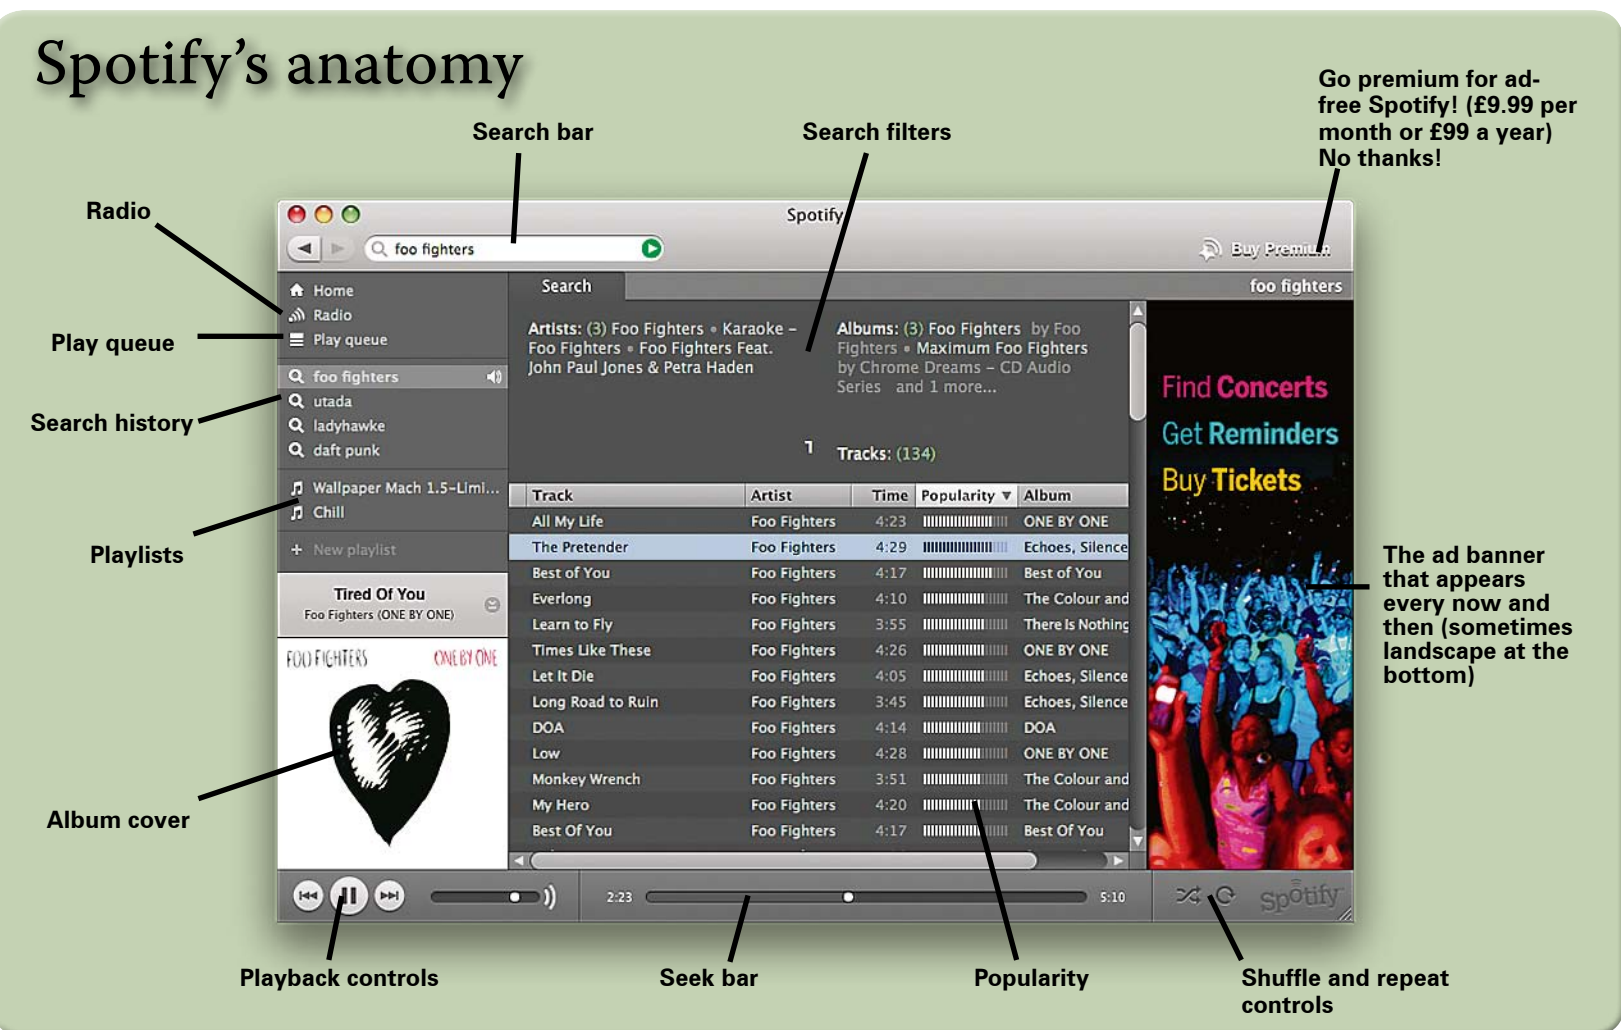 Spotify's anatomy
Go premium for ad-
free Spotify! (£9.99 per
month or £99 a year)
No thanks!
Search bar
Search filters
Radio
Play queue
Search history
Playlists
Album cover
Spotify
foo fighters
Buy Premium
Home
Radio
Play queue
foo fighters
utada
ladyhawke
daft punk
Wallpaper Mach 1.5-Limi...
Chill
+ New playlist
Tired Of You
Foo Fighters (ONE BY ONE)
FOO FIGHTERS ONE BY ONE
Search
foo fighters
Artists: (3) Foo Fighters • Karaoke –
Foo Fighters • Foo Fighters Feat.
John Paul Jones & Petra Haden
Albums: (3) Foo Fighters by Foo
Fighters • Maximum Foo Fighters
by Chrome Dreams – CD Audio
Series and 1 more...
Tracks: (134)
Track Artist Time Popularity Album
All My Life Foo Fighters 4:23 ONE BY ONE
The Pretender Foo Fighters 4:29 Echoes, Silence
Best of You Foo Fighters 4:17 Best of You
Everlong Foo Fighters 4:10 The Colour and
Learn to Fly Foo Fighters 3:55 There Is Nothing
Times Like These Foo Fighters 4:26 ONE BY ONE
Let It Die Foo Fighters 4:05 Echoes, Silence
Long Road to Ruin Foo Fighters 3:45 Echoes, Silence
DOA Foo Fighters 4:14 DOA
Low Foo Fighters 4:28 ONE BY ONE
Monkey Wrench Foo Fighters 3:51 The Colour and
My Hero Foo Fighters 4:20 The Colour and
Best Of You Foo Fighters 4:17 Best Of You
Find Concerts
Get Reminders
Buy Tickets
The ad banner
that appears
every now and
then (sometimes
landscape at the
bottom)
2:23
5:10
Spotify
Playback controls
Seek bar
Popularity
Shuffle and repeat
controls